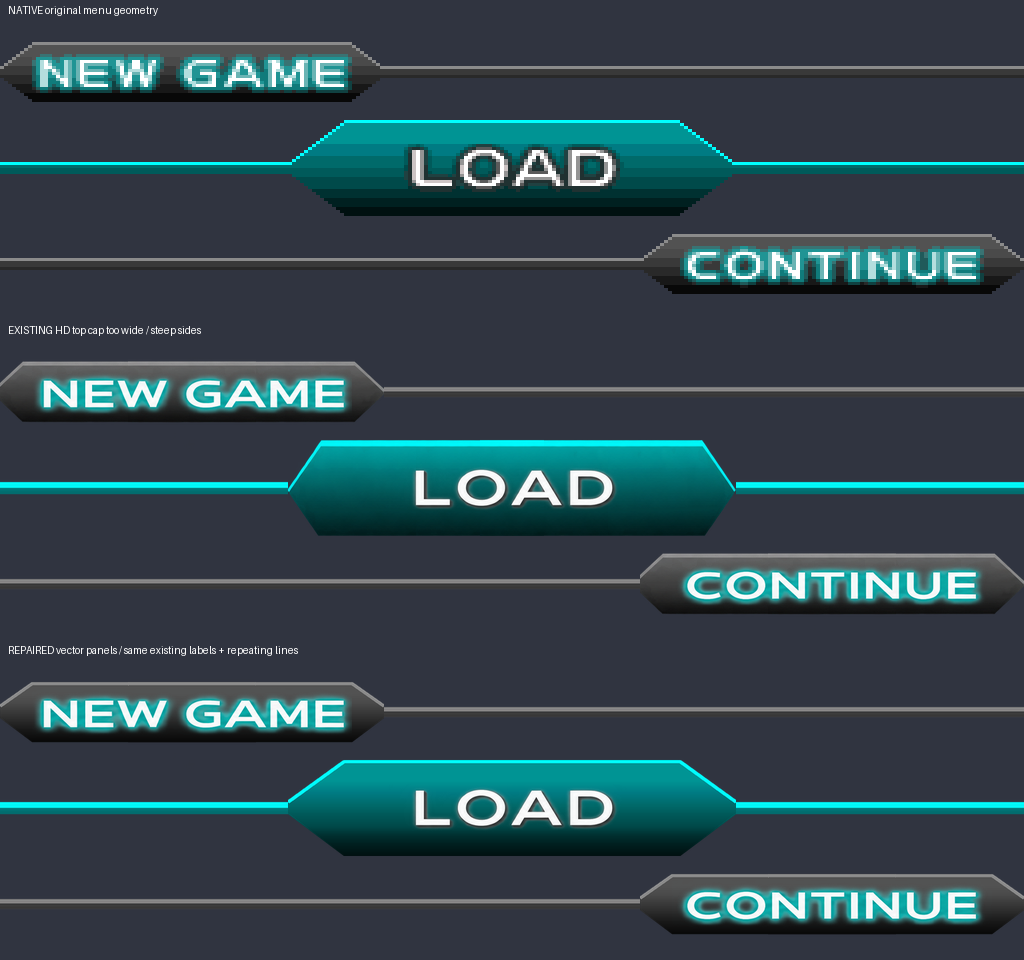 NATIVE original menu geometry
NEW GAME
LOAD
CONTINUE
EXISTING HD top cap too wide / steep sides
NEW GAME
LOAD
CONTINUE
REPAIRED vector panels / same existing labels + repeating lines
NEW GAME
LOAD
CONTINUE